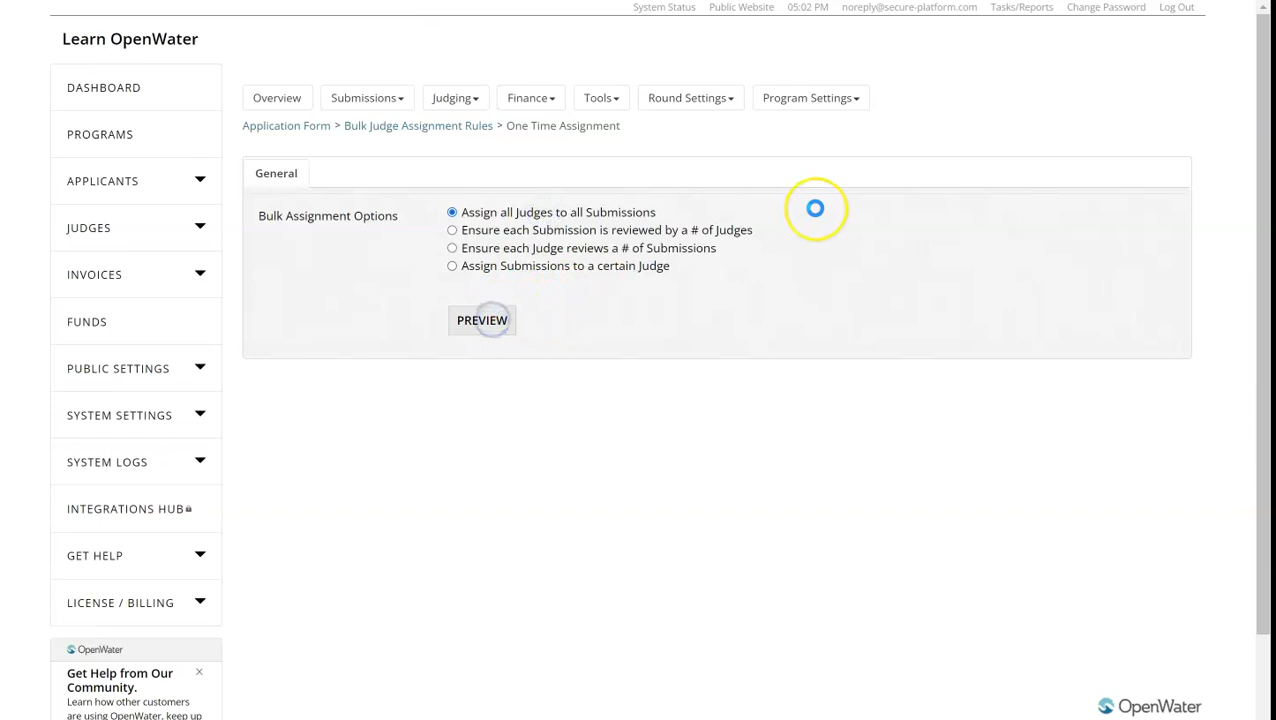 System Status Public Website 05:02 PM noreply@secure-platform.com Tasks/Reports Change Password Log Out
Learn OpenWater
DASHBOARD
PROGRAMS
APPLICANTS
JUDGES
INVOICES
FUNDS
PUBLIC SETTINGS
SYSTEM SETTINGS
SYSTEM LOGS
INTEGRATIONS HUB
GET HELP
LICENSE / BILLING
OpenWater
Get Help from Our
Community.
Learn how other customers
are using OpenWater, keep up
Overview Submissions Judging Finance Tools Round Settings Program Settings
Application Form > Bulk Judge Assignment Rules > One Time Assignment
General
Bulk Assignment Options
Assign all Judges to all Submissions
Ensure each Submission is reviewed by a # of Judges
Ensure each Judge reviews a # of Submissions
Assign Submissions to a certain Judge
PREVIEW
OpenWater